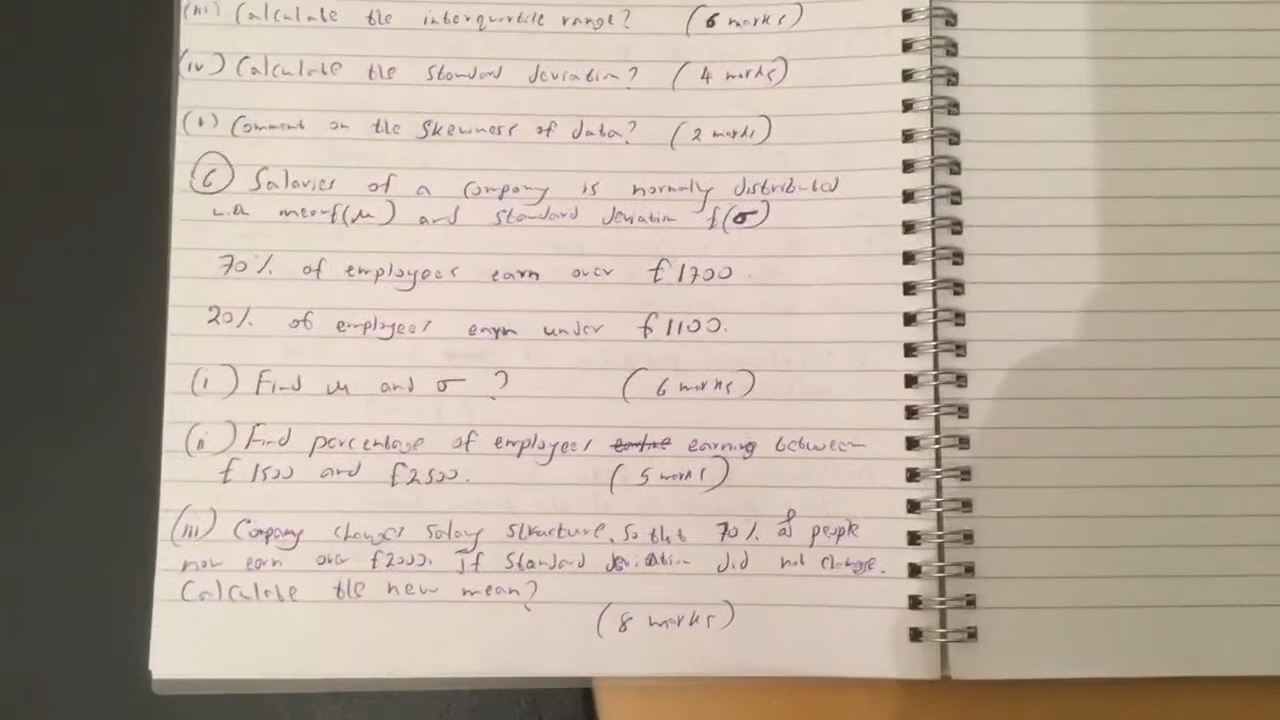 (iii) Calculate the interquartile range? (6 marks)
(iv) Calculate the standard deviation? (4 marks)
(v) Comment on the skewness of data? (2 marks)
6 Salaries of a company is normaly distributed
mean £(μ) and standard deviation £(σ)
70% of employees earn over £1700.
20% of employees earn under £1100.
(i) Find μ and σ? (6 marks)
(ii) Find percentage of employees earning between
£1500 and £2500. (5 marks)
(iii) Company changes salary structure, so that 70% of people
now earn over £2000. If standard deviation did not change.
Calculate the new mean?
(8 marks)